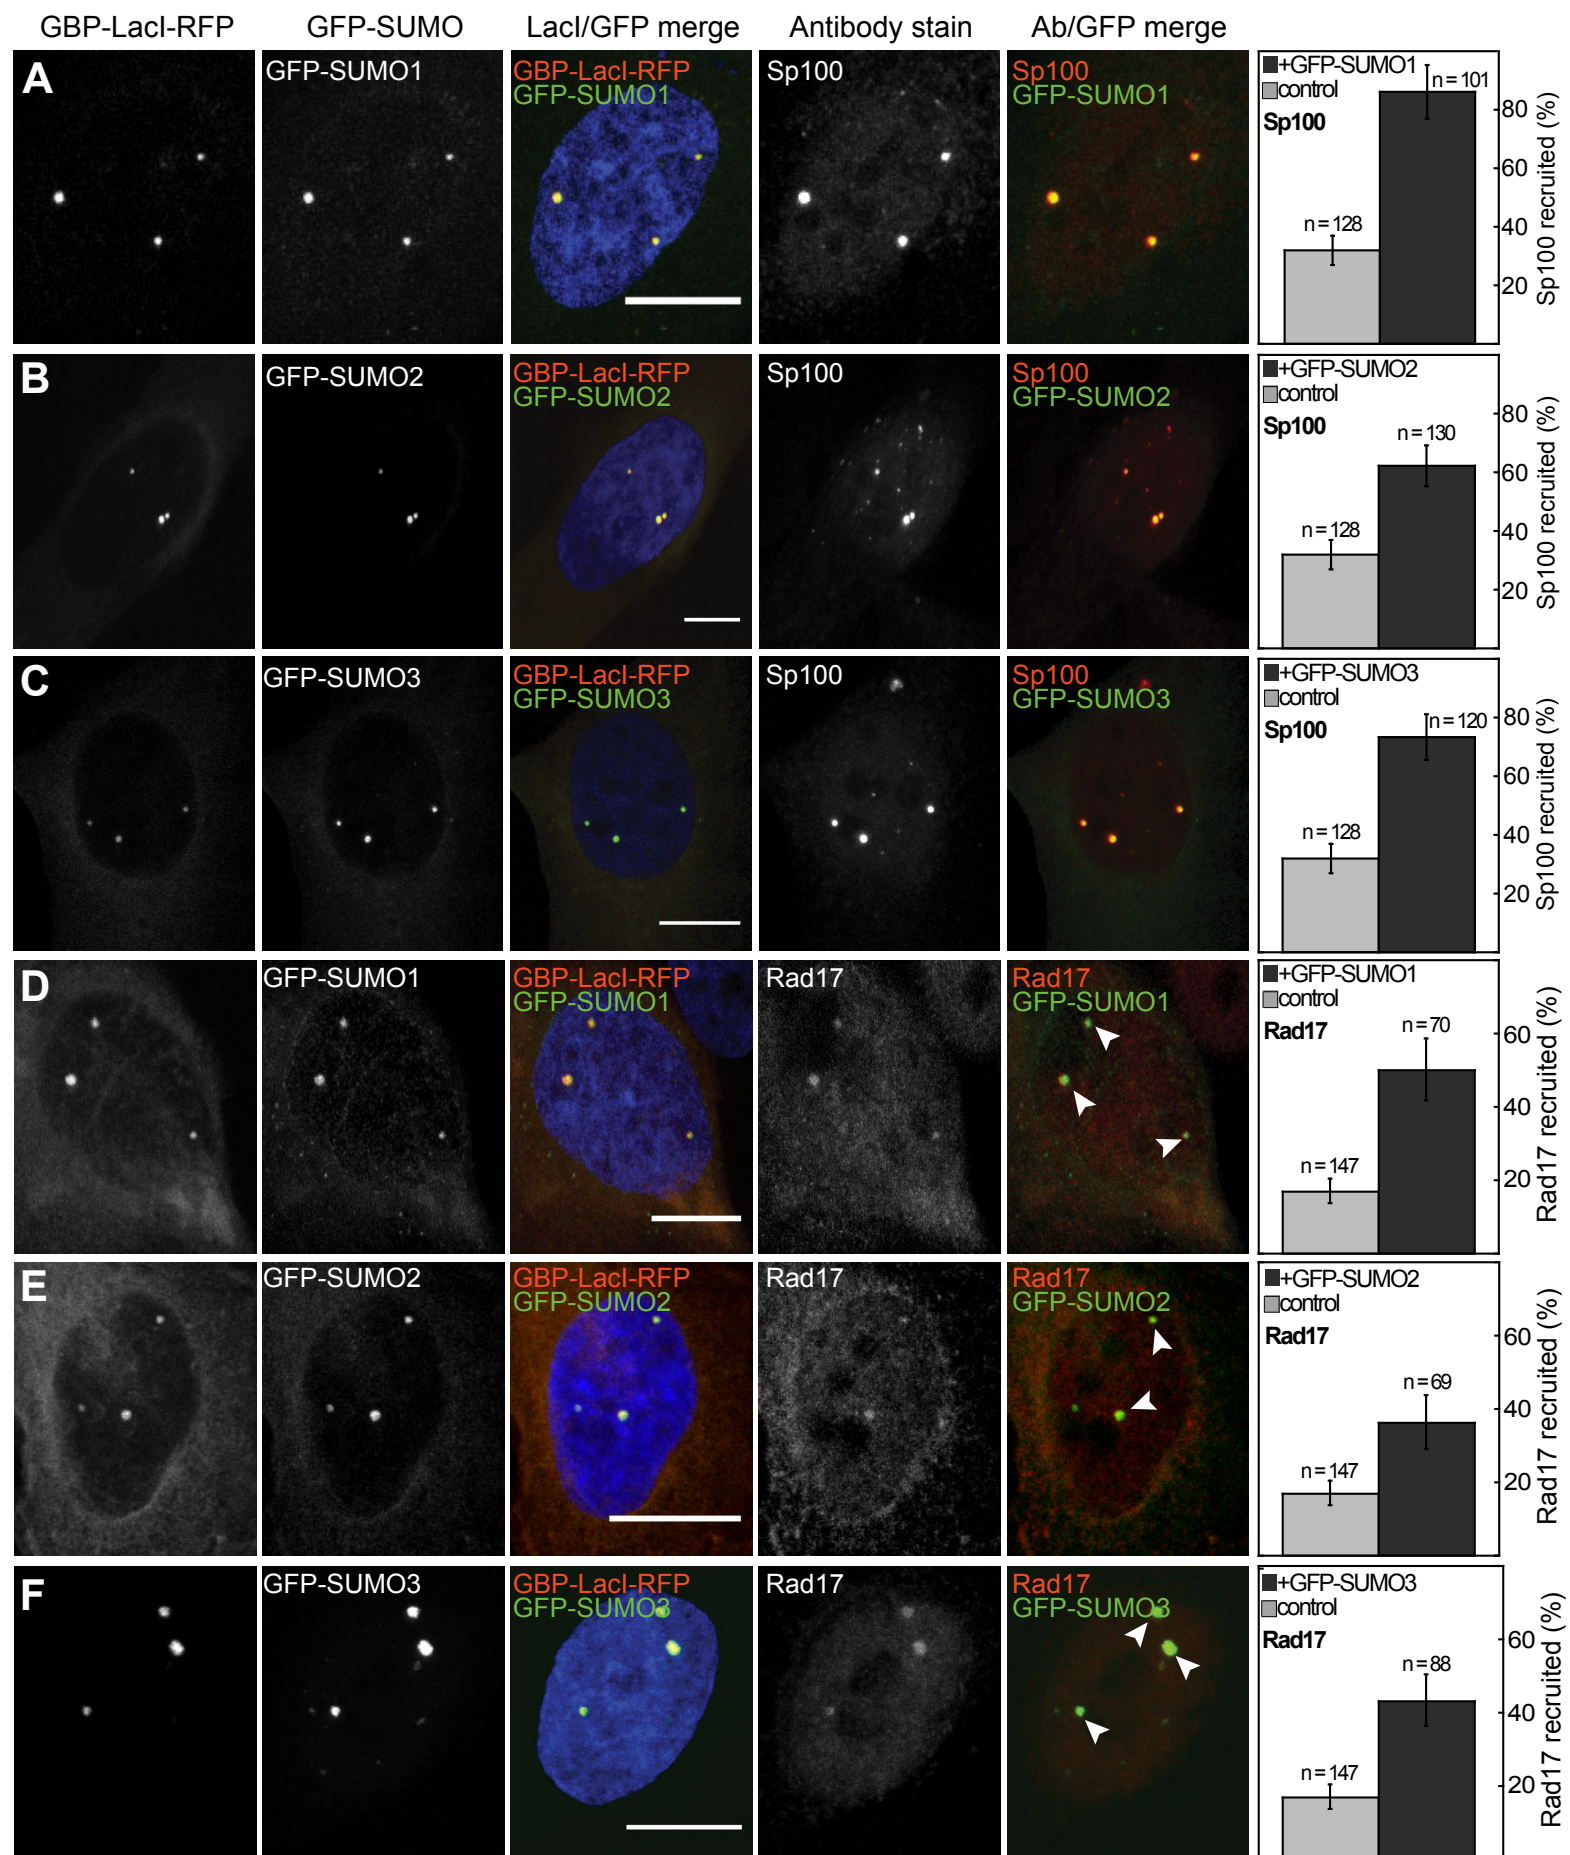 GBP-LacI-RFP GFP-SUMO LacI/GFP merge Antibody stain Ab/GFP merge
A
GFP-SUMO1
GBP-LacI-RFP
GFP-SUMO1
Sp100
Sp100
GFP-SUMO1
+GFP-SUMO1
control
Sp100
n=128
n=101
80
60
40
20
Sp100 recruited (%)
B
GFP-SUMO2
GBP-LacI-RFP
GFP-SUMO2
Sp100
Sp100
GFP-SUMO2
+GFP-SUMO2
control
Sp100
n=128
n=130
80
60
40
20
Sp100 recruited (%)
C
GFP-SUMO3
GBP-LacI-RFP
GFP-SUMO3
Sp100
Sp100
GFP-SUMO3
+GFP-SUMO3
control
Sp100
n=128
n=120
80
60
40
20
Sp100 recruited (%)
D
GFP-SUMO1
GBP-LacI-RFP
GFP-SUMO1
Rad17
Rad17
GFP-SUMO1
+GFP-SUMO1
control
Rad17
n=147
n=70
60
40
20
Rad17 recruited (%)
E
GFP-SUMO2
GBP-LacI-RFP
GFP-SUMO2
Rad17
Rad17
GFP-SUMO2
+GFP-SUMO2
control
Rad17
n=147
n=69
60
40
20
Rad17 recruited (%)
F
GFP-SUMO3
GBP-LacI-RFP
GFP-SUMO3
Rad17
Rad17
GFP-SUMO3
+GFP-SUMO3
control
Rad17
n=147
n=88
60
40
20
Rad17 recruited (%)